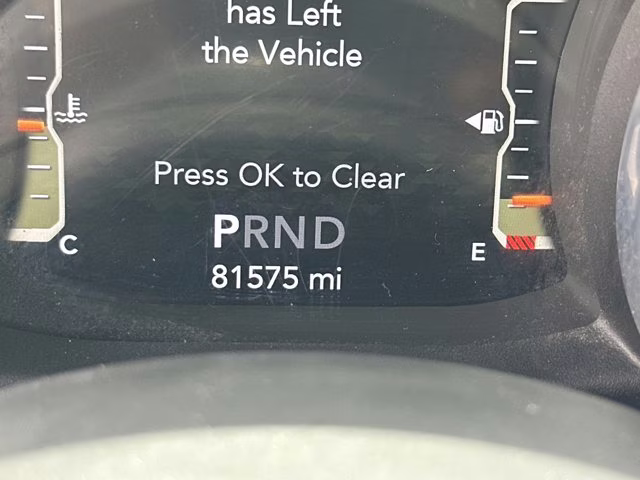 has Left
the Vehicle
Press OK to Clear
PRND
81575 mi
C
E